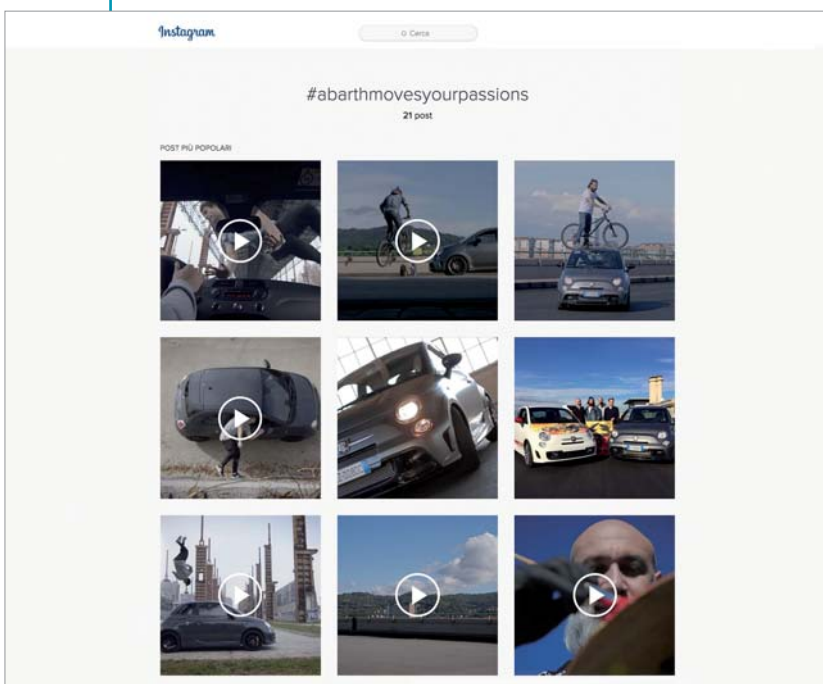 Instagram
Cerca
#abarthmovesyourpassions
21 post
POST PIÙ POPOLARI